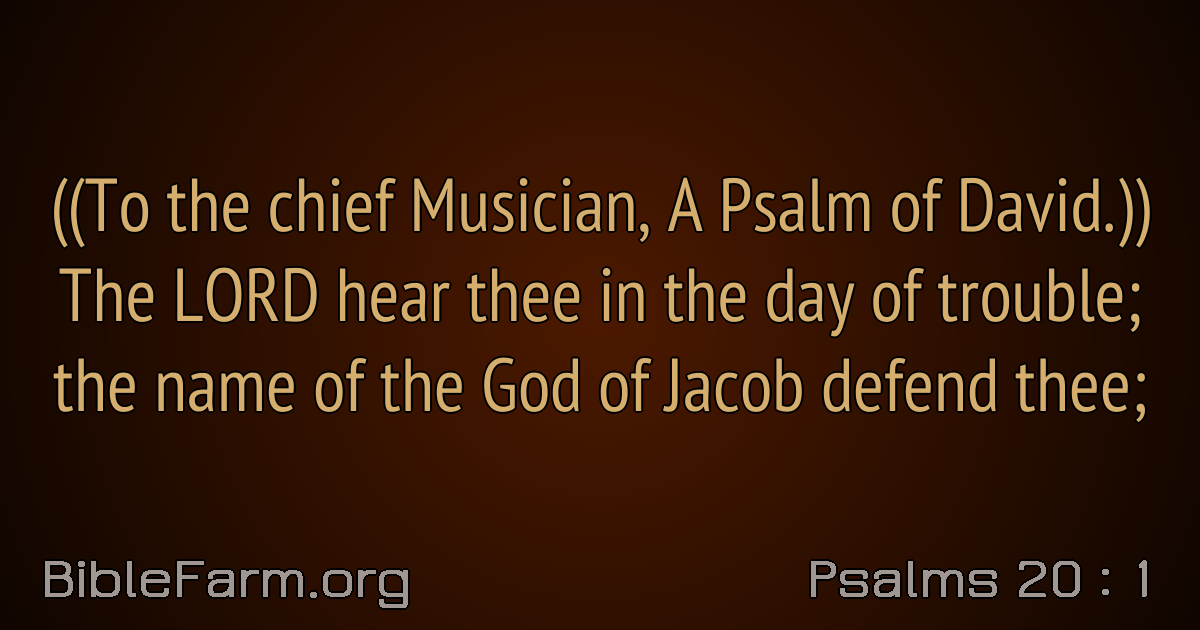 ((To the chief Musician, A Psalm of David.))
The LORD hear thee in the day of trouble;
the name of the God of Jacob defend thee;
BibleFarm.org
Psalms 20 : 1